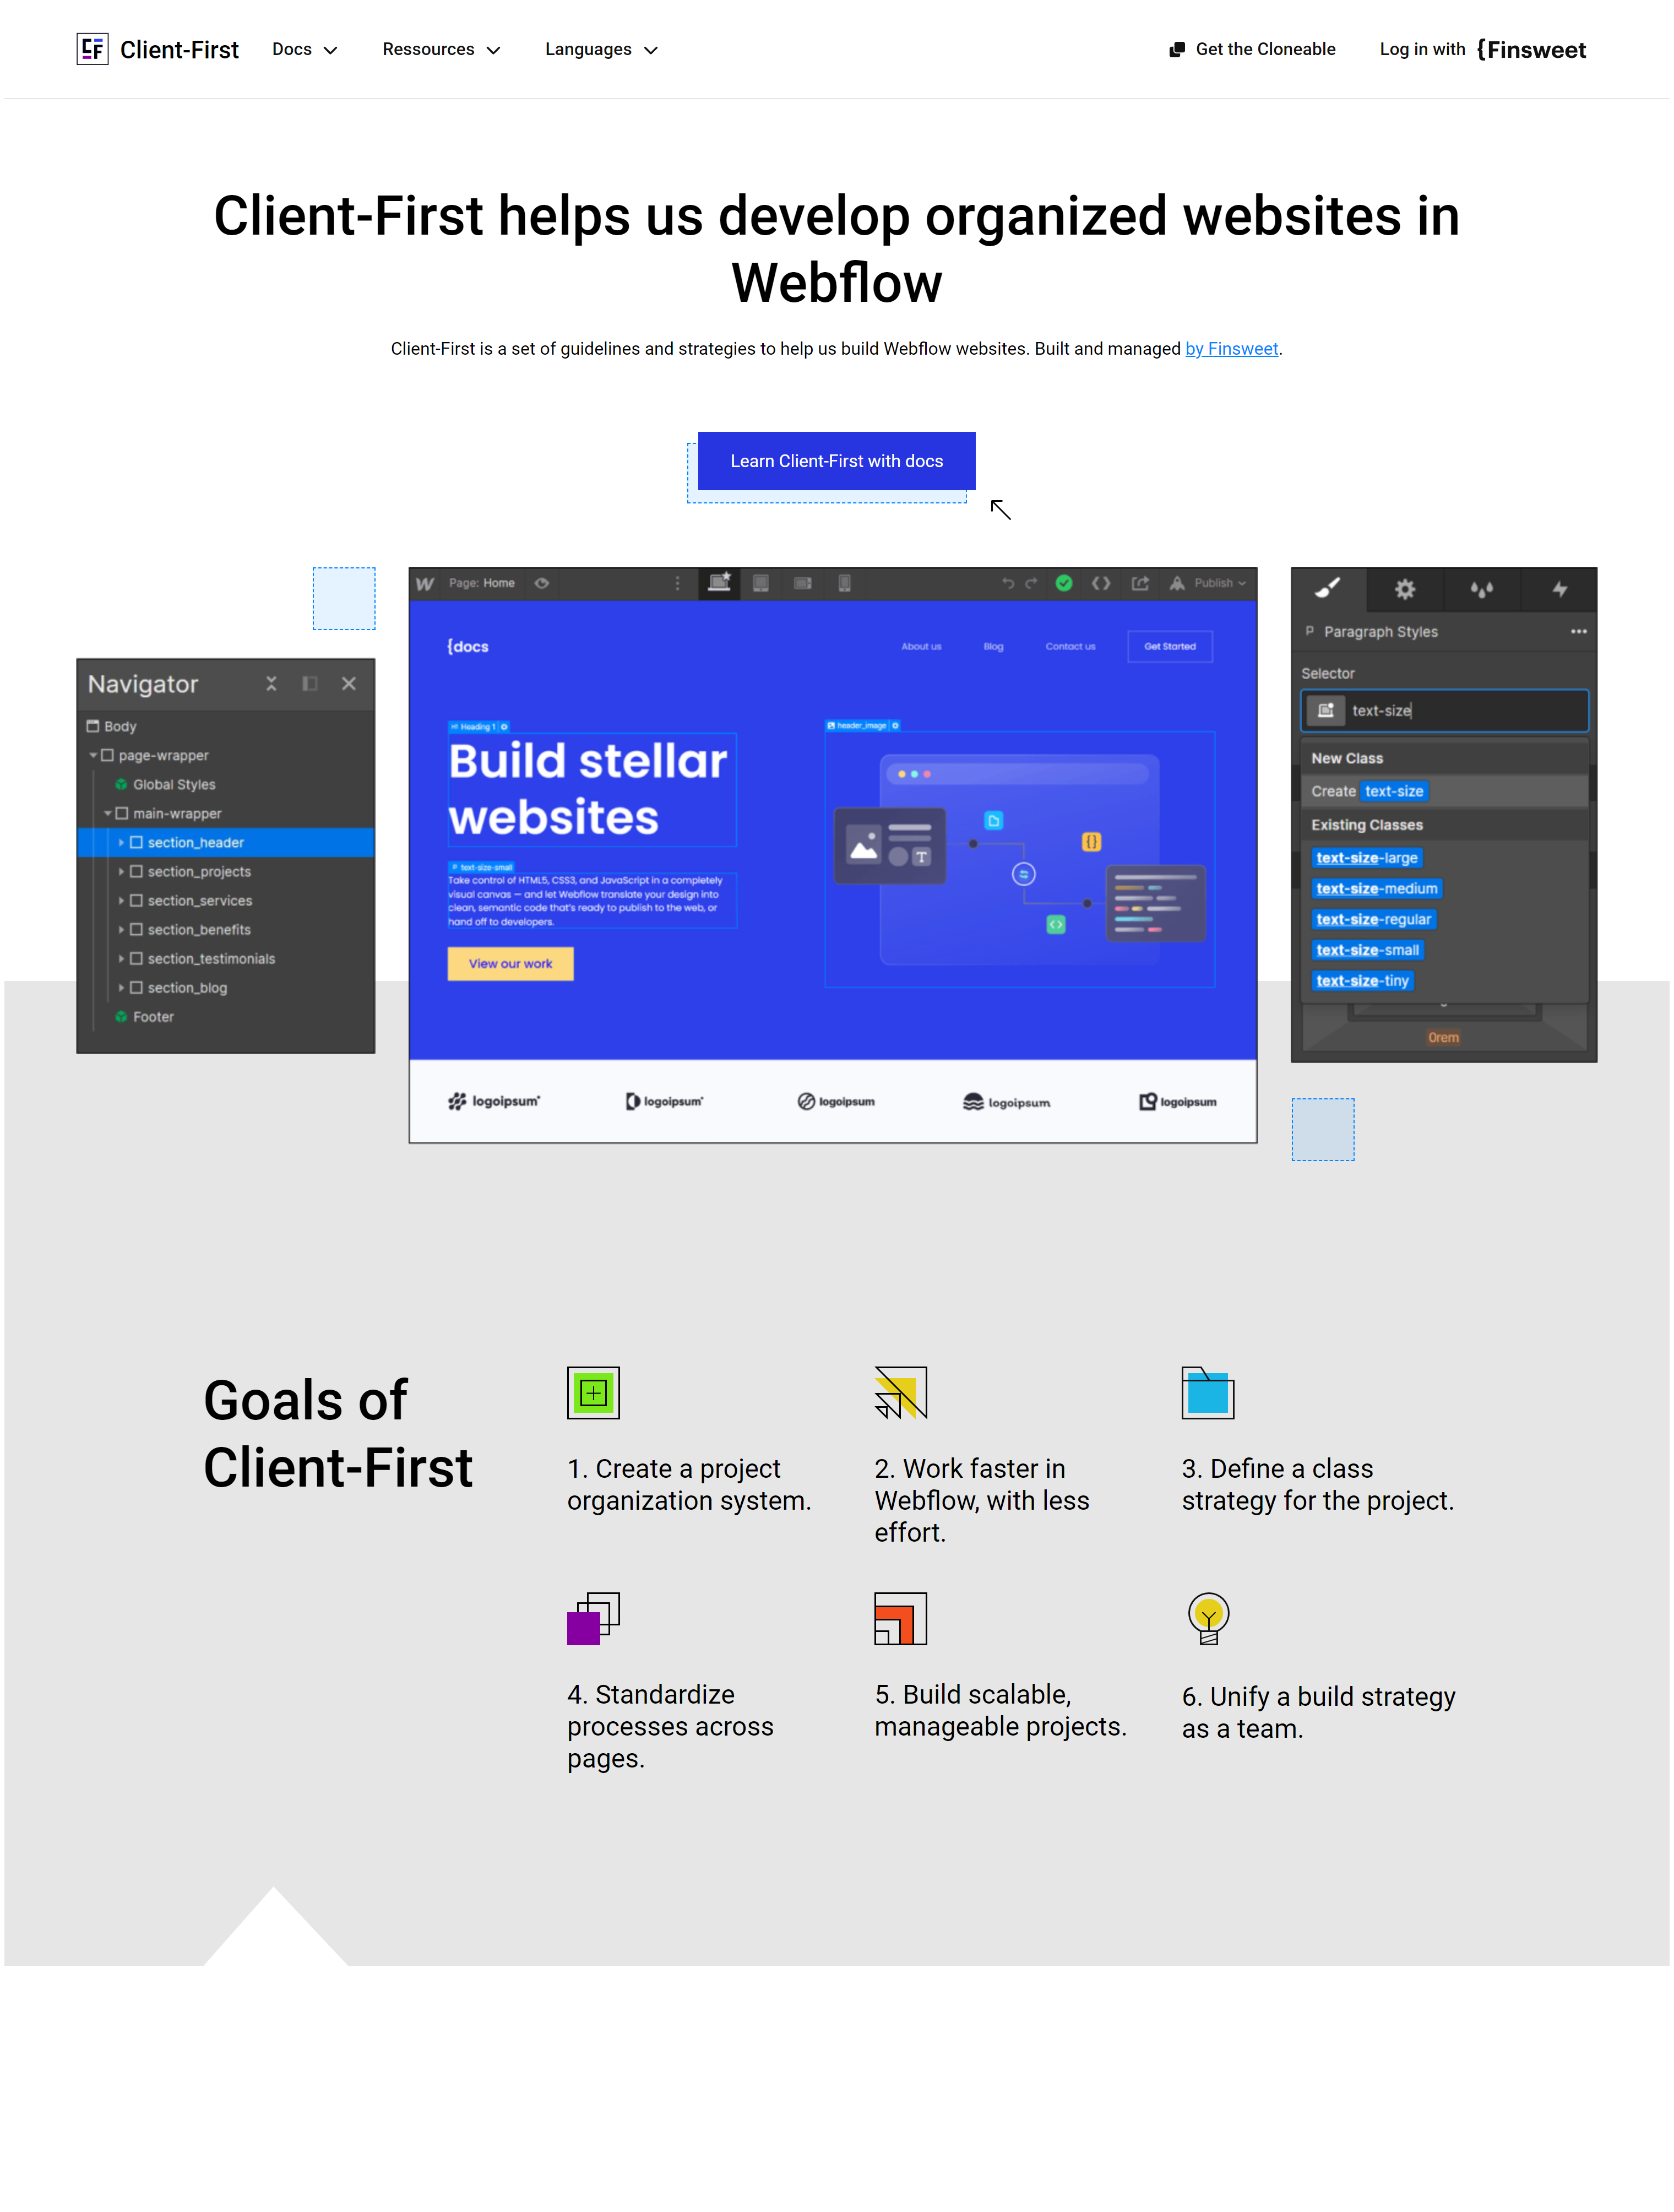 Client-First
Docs
Ressources
Languages
Get the Cloneable
Log in with {Finsweet
Client-First helps us develop organized websites in
Webflow
Client-First is a set of guidelines and strategies to help us build Webflow websites. Built and managed by Finsweet.
Learn Client-First with docs
Navigator
Body
page-wrapper
Global Styles
main-wrapper
section_header
section_projects
section_services
section_benefits
section_testimonials
section_blog
Footer
Page: Home
Publish
{docs
About us
Blog
Contact us
Get Started
H1 Heading 1
Build stellar
websites
P text-size-small
Take control of HTML5, CSS3, and JavaScript in a completely
visual canvas — and let Webflow translate your design into
clean, semantic code that's ready to publish to the web, or
hand off to developers.
View our work
header_image
T
{}
logoipsum
logoipsum
logoipsum
logoipsum
logoipsum
P Paragraph Styles
Selector
text-size
New Class
Create text-size
Existing Classes
text-size-large
text-size-medium
text-size-regular
text-size-small
text-size-tiny
0rem
Goals of
Client-First
1. Create a project
organization system.
2. Work faster in
Webflow, with less
effort.
3. Define a class
strategy for the project.
4. Standardize
processes across
pages.
5. Build scalable,
manageable projects.
6. Unify a build strategy
as a team.